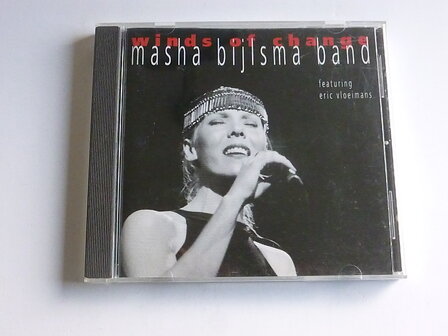 winds of change
masha bijlsma band
featuring
eric vloeimans